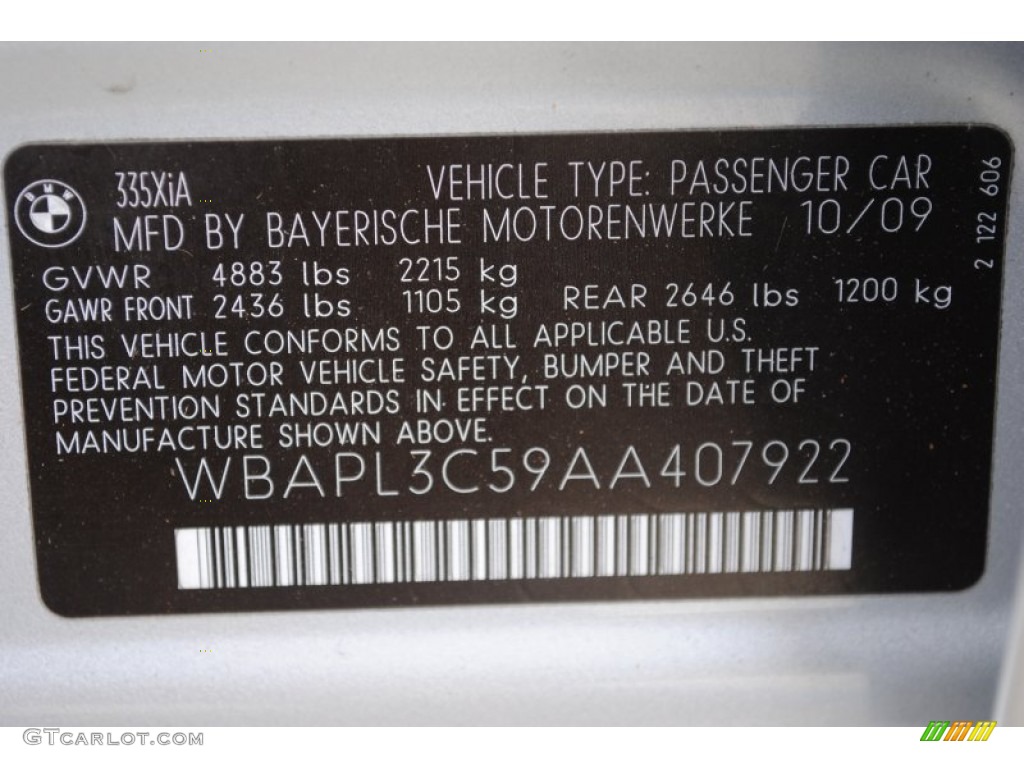 BMW
335XiA
VEHICLE TYPE: PASSENGER CAR
MFD BY BAYERISCHE MOTORENWERKE 10/09
GVWR 4883 lbs 2215 kg
GAWR FRONT 2436 lbs 1105 kg REAR 2646 lbs 1200 kg
THIS VEHICLE CONFORMS TO ALL APPLICABLE U.S.
FEDERAL MOTOR VEHICLE SAFETY, BUMPER AND THEFT
PREVENTION STANDARDS IN EFFECT ON THE DATE OF
MANUFACTURE SHOWN ABOVE.
WBAPL3C59AA407922
2 122 606
GTCarLot.com